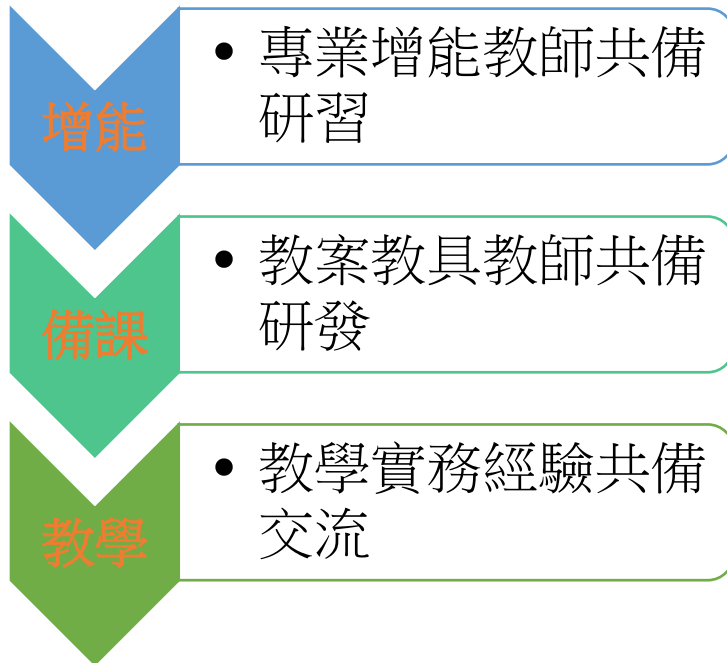 增能
• 專業增能教師共備
研習
備課
• 教案教具教師共備
研發
教學
• 教學實務經驗共備
交流